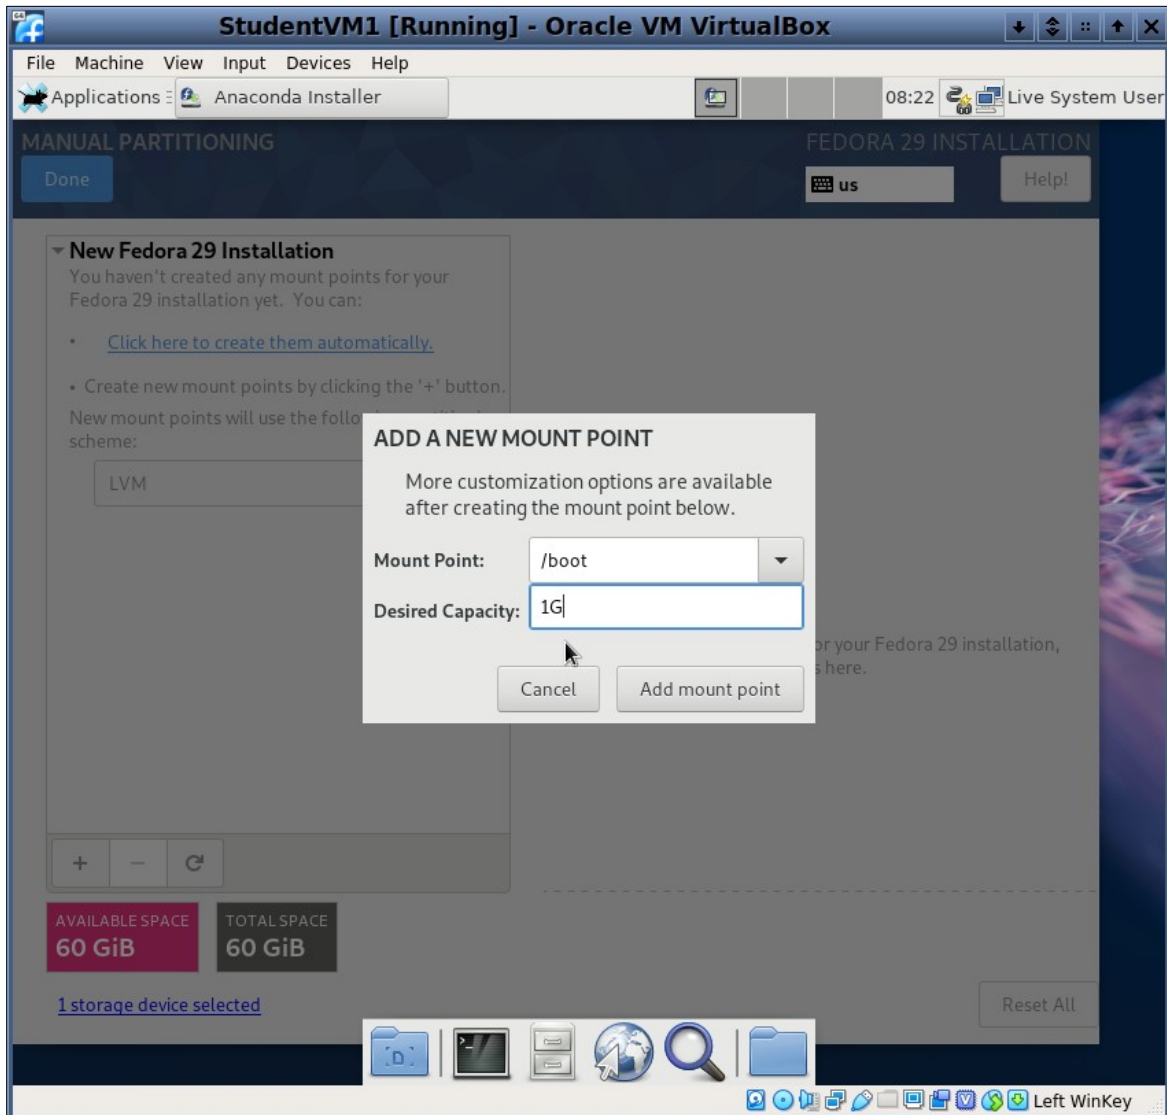 StudentVM1 [Running] - Oracle VM VirtualBox
File Machine View Input Devices Help
Applications Anaconda Installer 08:22 Live System User
MANUAL PARTITIONING FEDORA 29 INSTALLATION
Done us Help!
New Fedora 29 Installation
You haven't created any mount points for your
Fedora 29 installation yet. You can:
• Click here to create them automatically.
• Create new mount points by clicking the '+' button.
New mount points will use the follo
scheme:
LVM
ADD A NEW MOUNT POINT
More customization options are available
after creating the mount point below.
Mount Point: /boot
Desired Capacity: 1G
or your Fedora 29 installation,
s here.
Cancel Add mount point
AVAILABLE SPACE TOTAL SPACE
60 GiB 60 GiB
1 storage device selected Reset All
Left WinKey